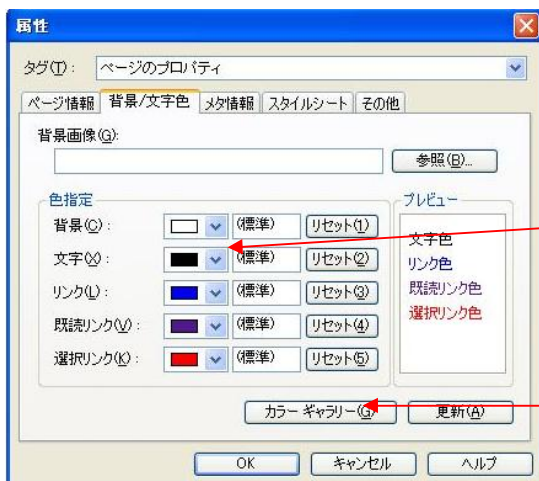 属性
タグ(T): ページのプロパティ
ページ情報 背景/文字色 メタ情報 スタイルシート その他
背景画像(G):
参照(B)...
色指定
背景(C): (標準) リセット(1)
文字(X): (標準) リセット(2)
リンク(L): (標準) リセット(3)
既読リンク(V): (標準) リセット(4)
選択リンク(K): (標準) リセット(5)
プレビュー
文字色
リンク色
既読リンク色
選択リンク色
カラー ギャラリー(G) 更新(A)
OK キャンセル ヘルプ